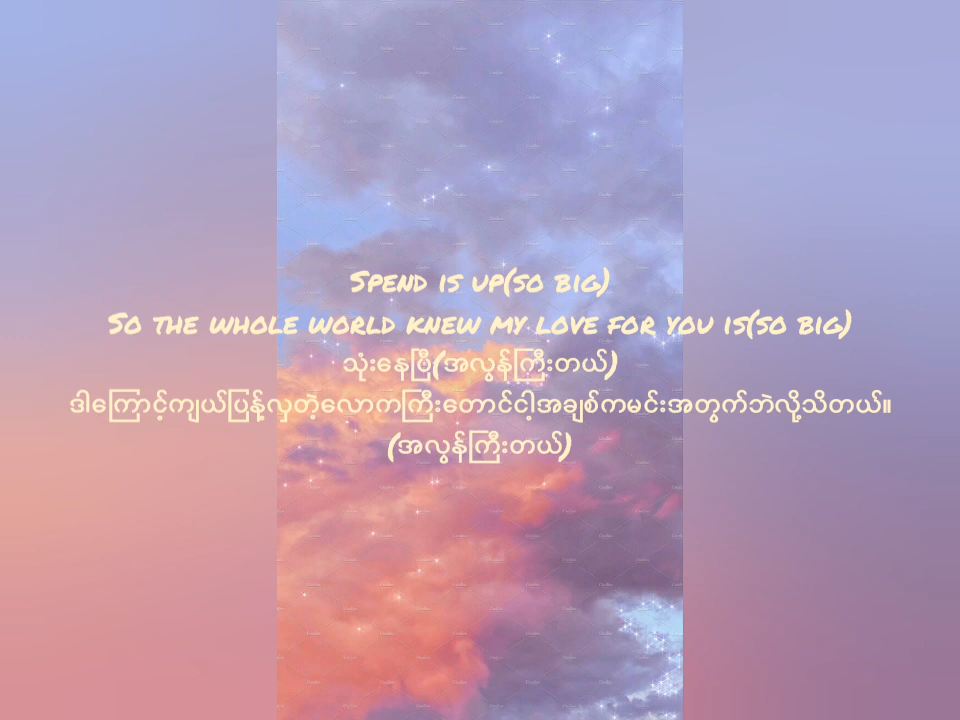 Spend is up(so big)
So the whole world knew my love for you is(so big)
သုံးနေပြီ(အလွန်ကြီးတယ်)
ဒါကြောင့်ကျယ်ပြန့်လှတဲ့လောကကြီးတောင်ငါ့အချစ်ကမင်းအတွက်ဘဲလို့သိတယ်။
(အလွန်ကြီးတယ်)